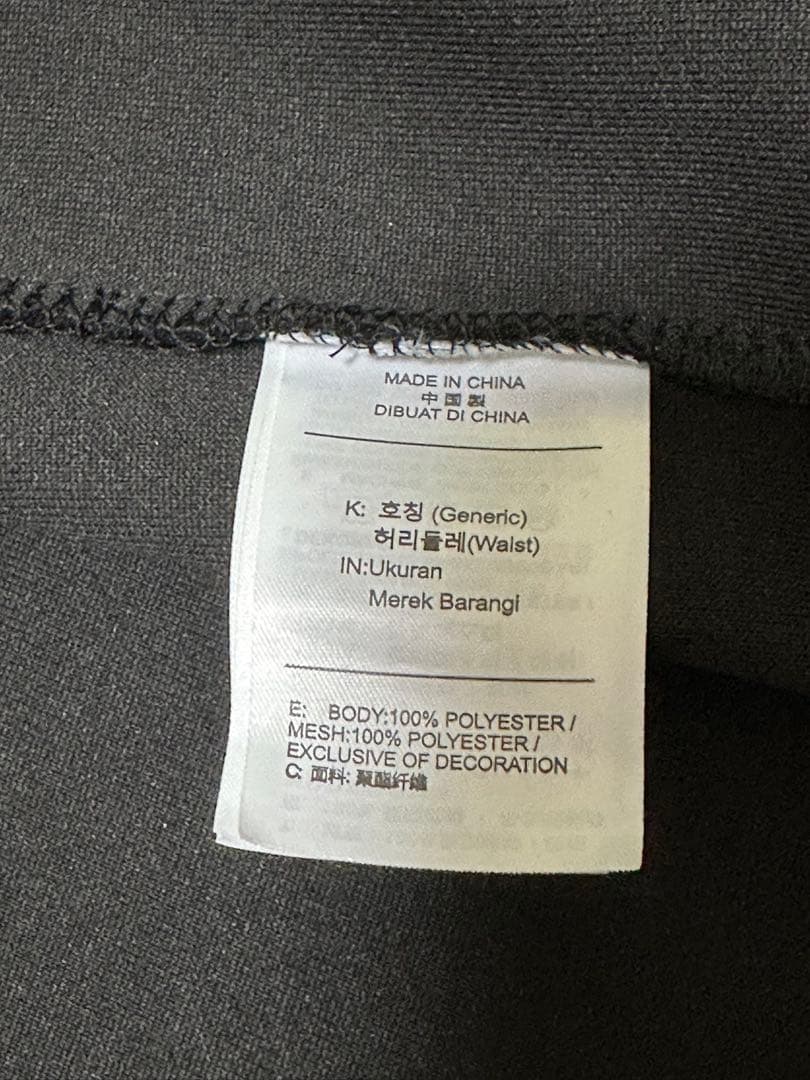 MADE IN CHINA
中国製
DIBUAT DI CHINA
K: 호칭 (Generic)
허리둘레(Walst)
IN:Ukuran
Merek Barangi
E: BODY:100% POLYESTER /
MESH:100% POLYESTER /
EXCLUSIVE OF DECORATION
C: 面料: 聚酯纤维